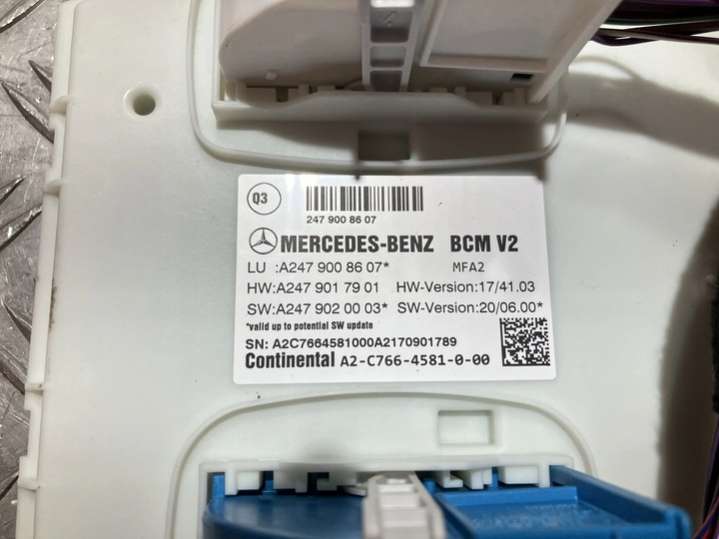 Q3
247 900 86 07
MERCEDES-BENZ BCM V2
LU :A247 900 86 07* MFA2
HW:A247 901 79 01 HW-Version:17/41.03
SW:A247 902 00 03* SW-Version:20/06.00*
*valid up to potential SW update
SN: A2C7664581000A2170901789
Continental A2-C766-4581-0-00